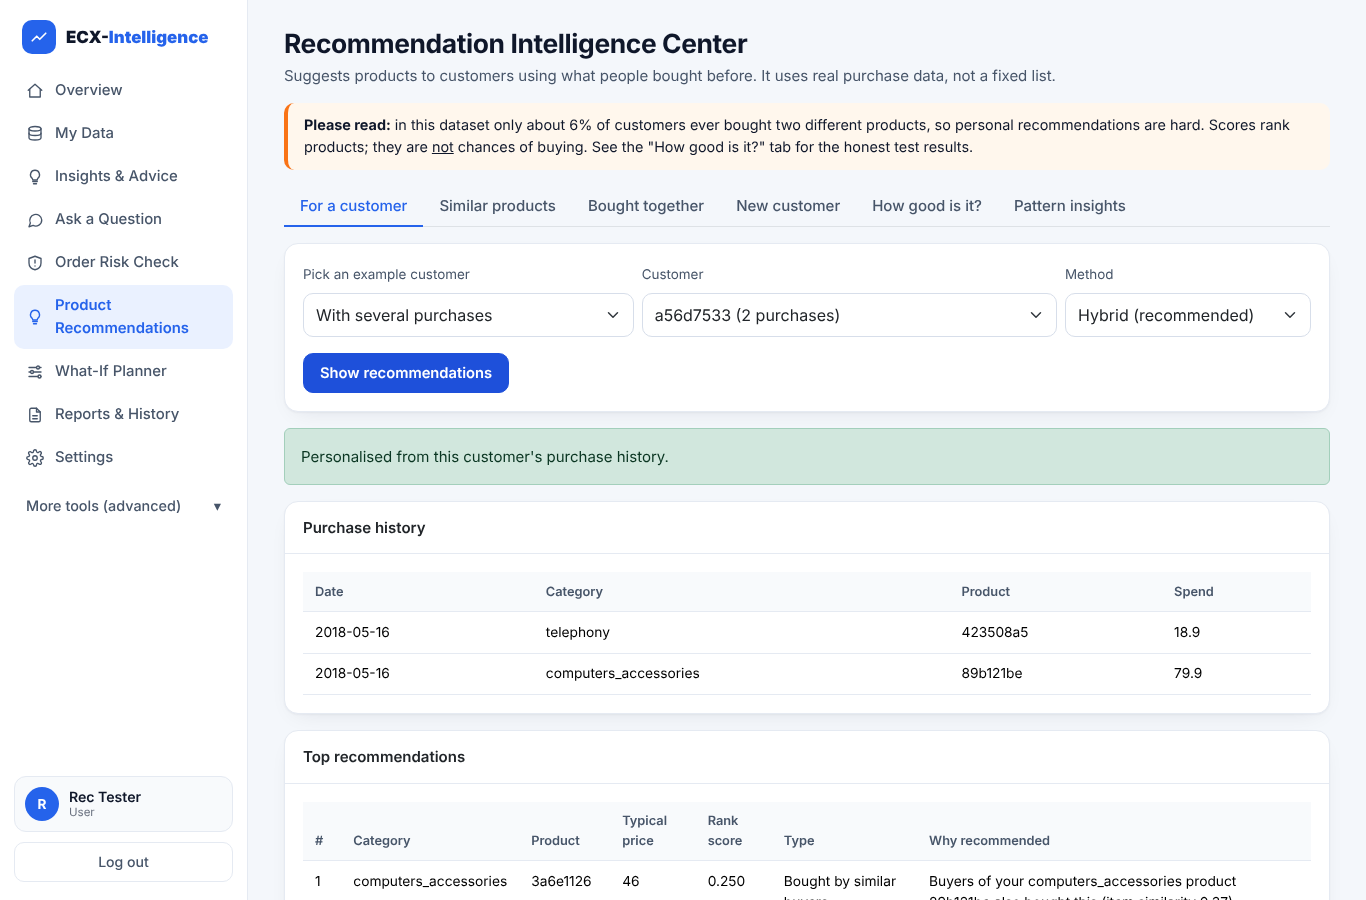 ECX-Intelligence
Overview
My Data
Insights & Advice
Ask a Question
Order Risk Check
Product
Recommendations
What-If Planner
Reports & History
Settings
More tools (advanced) ▼
R
Rec Tester
User
Log out
Recommendation Intelligence Center
Suggests products to customers using what people bought before. It uses real purchase data, not a fixed list.
Please read: in this dataset only about 6% of customers ever bought two different products, so personal recommendations are hard. Scores rank
products; they are not chances of buying. See the "How good is it?" tab for the honest test results.
For a customer Similar products Bought together New customer How good is it? Pattern insights
Pick an example customer Customer Method
With several purchases a56d7533 (2 purchases) Hybrid (recommended)
Show recommendations
Personalised from this customer's purchase history.
Purchase history
Date Category Product Spend
2018-05-16 telephony 423508a5 18.9
2018-05-16 computers_accessories 89b121be 79.9
Top recommendations
Typical Rank
# Category Product price score Type Why recommended
1 computers_accessories 3a6e1126 46 0.250 Bought by similar Buyers of your computers_accessories product